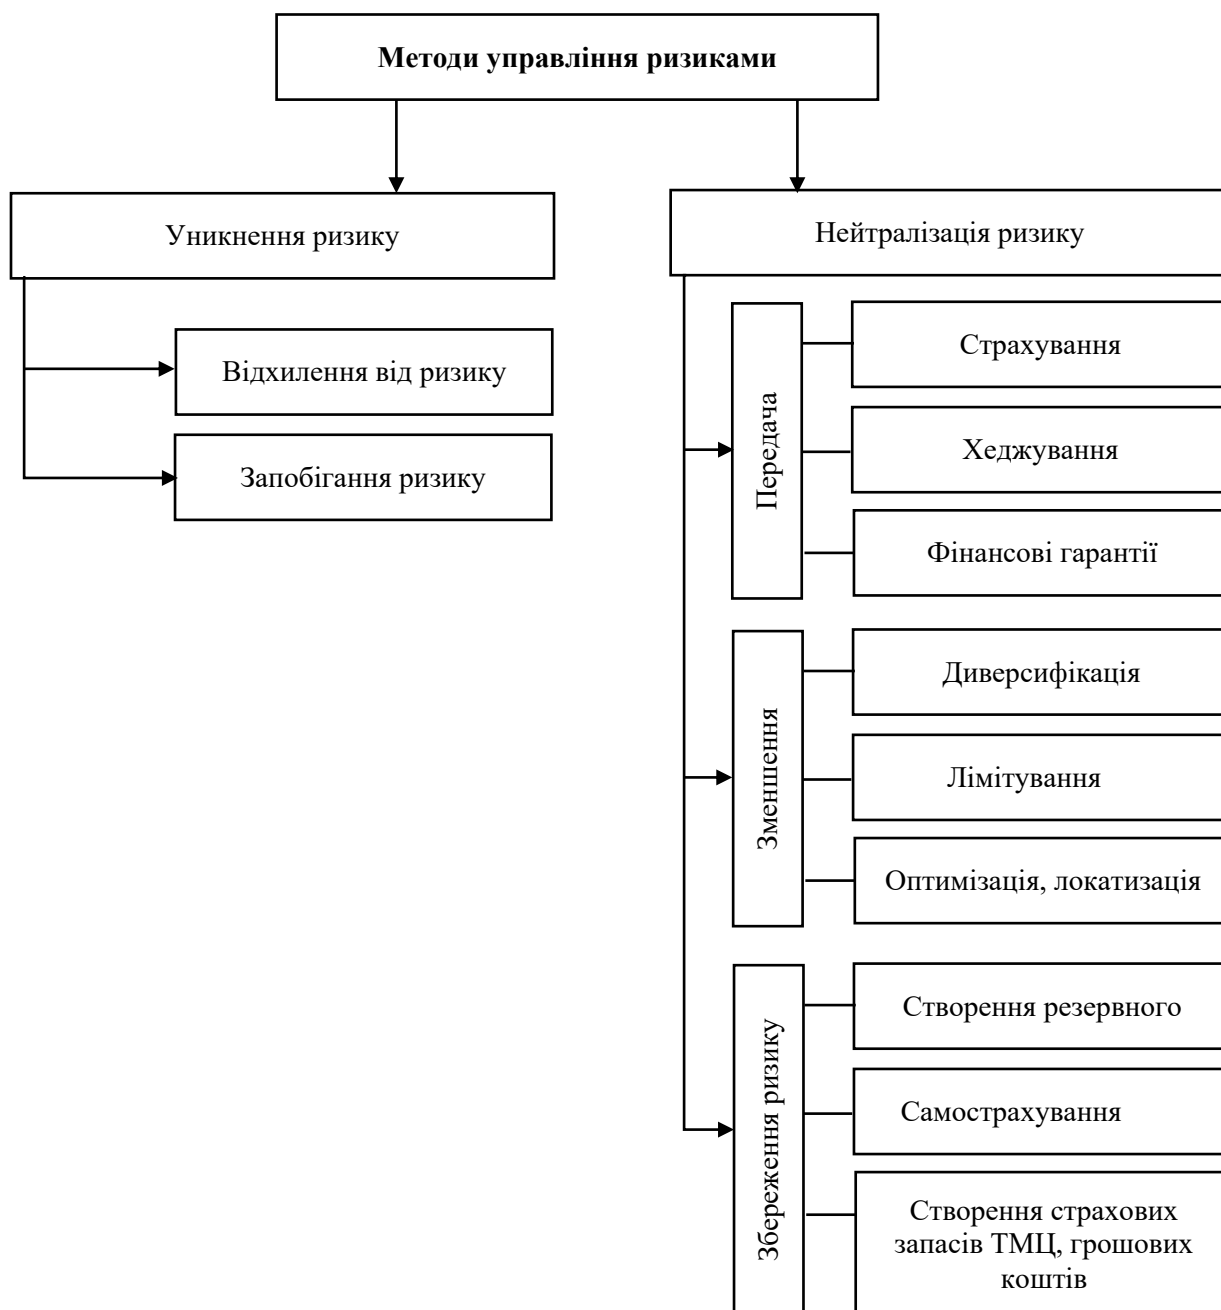 Методи управління ризиками
Уникнення ризику
Відхилення від ризику
Запобігання ризику
Нейтралізація ризику
Передача
Страхування
Хеджування
Фінансові гарантії
Зменшення
Диверсифікація
Лімітування
Оптимізація, локатизація
Збереження ризику
Створення резервного
Самострахування
Створення страхових
запасів ТМЦ, грошових
коштів